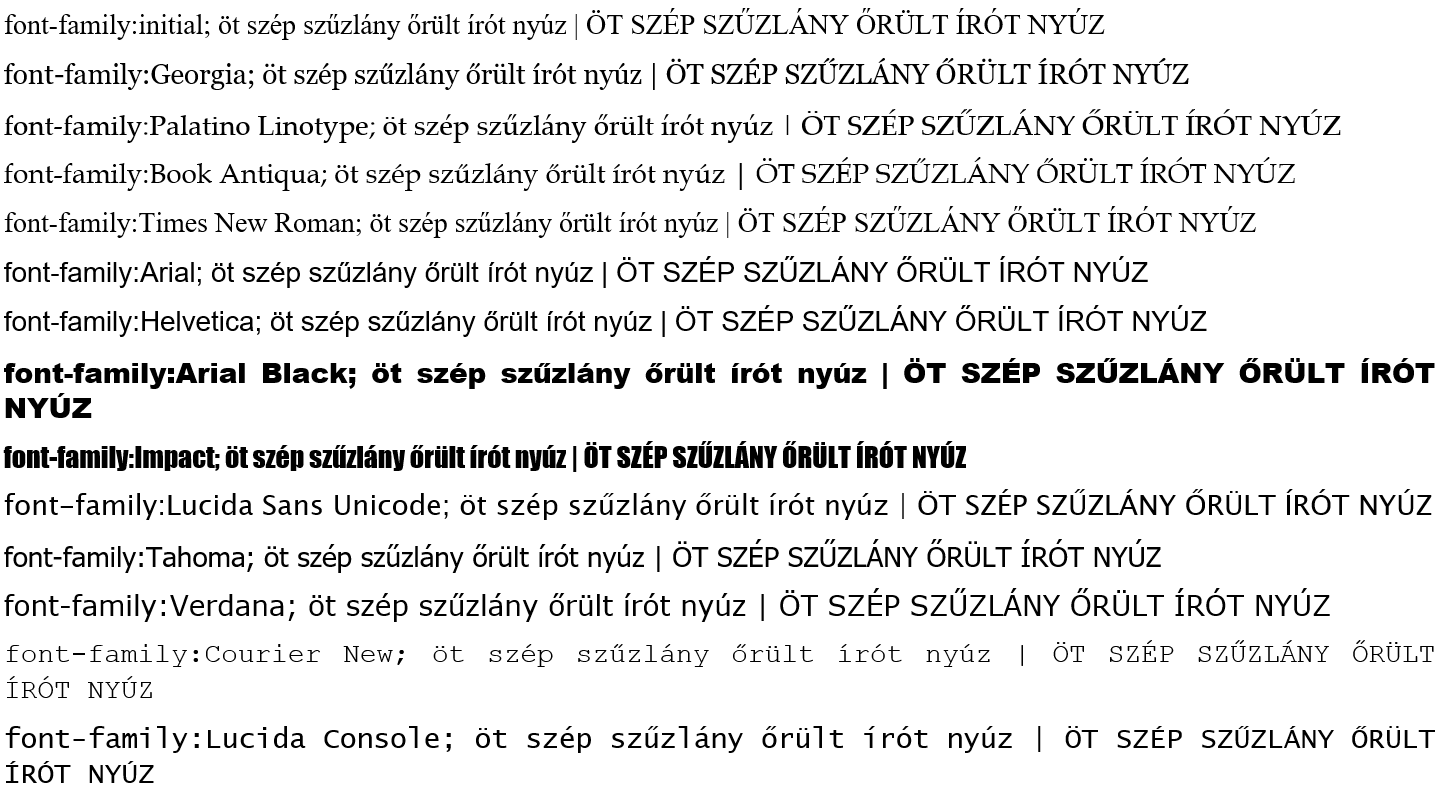 font-family:initial; öt szép szűzlány őrült írót nyúz | ÖT SZÉP SZŰZLÁNY ŐRÜLT ÍRÓT NYÚZ
font-family:Georgia; öt szép szűzlány őrült írót nyúz | ÖT SZÉP SZŰZLÁNY ŐRÜLT ÍRÓT NYÚZ
font-family:Palatino Linotype; öt szép szűzlány őrült írót nyúz | ÖT SZÉP SZŰZLÁNY ŐRÜLT ÍRÓT NYÚZ
font-family:Book Antiqua; öt szép szűzlány őrült írót nyúz | ÖT SZÉP SZŰZLÁNY ŐRÜLT ÍRÓT NYÚZ
font-family:Times New Roman; öt szép szűzlány őrült írót nyúz | ÖT SZÉP SZŰZLÁNY ŐRÜLT ÍRÓT NYÚZ
font-family:Arial; öt szép szűzlány őrült írót nyúz | ÖT SZÉP SZŰZLÁNY ŐRÜLT ÍRÓT NYÚZ
font-family:Helvetica; öt szép szűzlány őrült írót nyúz | ÖT SZÉP SZŰZLÁNY ŐRÜLT ÍRÓT NYÚZ
font-family:Arial Black; öt szép szűzlány őrült írót nyúz | ÖT SZÉP SZŰZLÁNY ŐRÜLT ÍRÓT
NYÚZ
font-family:Impact; öt szép szűzlány őrült írót nyúz | ÖT SZÉP SZŰZLÁNY ŐRÜLT ÍRÓT NYÚZ
font-family:Lucida Sans Unicode; öt szép szűzlány őrült írót nyúz | ÖT SZÉP SZŰZLÁNY ŐRÜLT ÍRÓT NYÚZ
font-family:Tahoma; öt szép szűzlány őrült írót nyúz | ÖT SZÉP SZŰZLÁNY ŐRÜLT ÍRÓT NYÚZ
font-family:Verdana; öt szép szűzlány őrült írót nyúz | ÖT SZÉP SZŰZLÁNY ŐRÜLT ÍRÓT NYÚZ
font-family:Courier New; öt szép szűzlány őrült írót nyúz | ÖT SZÉP SZŰZLÁNY ŐRÜLT
ÍRÓT NYÚZ
font-family:Lucida Console; öt szép szűzlány őrült írót nyúz | ÖT SZÉP SZŰZLÁNY ŐRÜLT
ÍRÓT NYÚZ